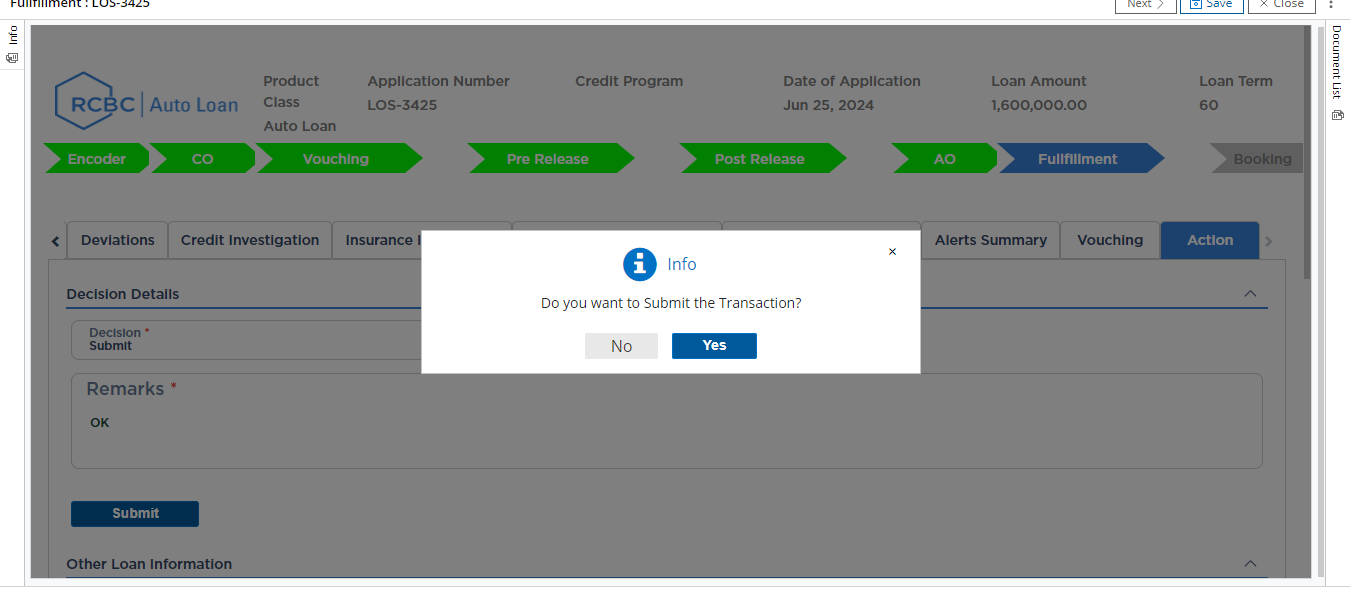 Fullfillment : LOS-3425
Next
Save
Close
Info
Document List
RCBC | Auto Loan
Product Class
Auto Loan
Application Number
LOS-3425
Credit Program
Date of Application
Jun 25, 2024
Loan Amount
1,600,000.00
Loan Term
60
Encoder
CO
Vouching
Pre Release
Post Release
AO
Fullfillment
Booking
Deviations
Credit Investigation
Insurance
Alerts Summary
Vouching
Action
Info
Do you want to Submit the Transaction?
No
Yes
Decision Details
Decision *
Submit
Remarks *
OK
Submit
Other Loan Information